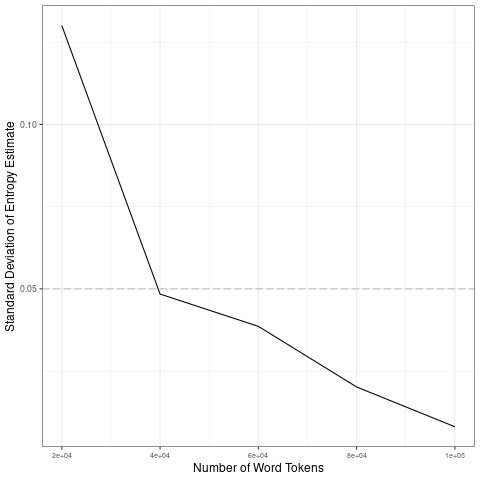 Standard Deviation of Entropy Estimate
0.10
0.05
2e+04 4e+04 6e+04 8e+04 1e+05
Number of Word Tokens